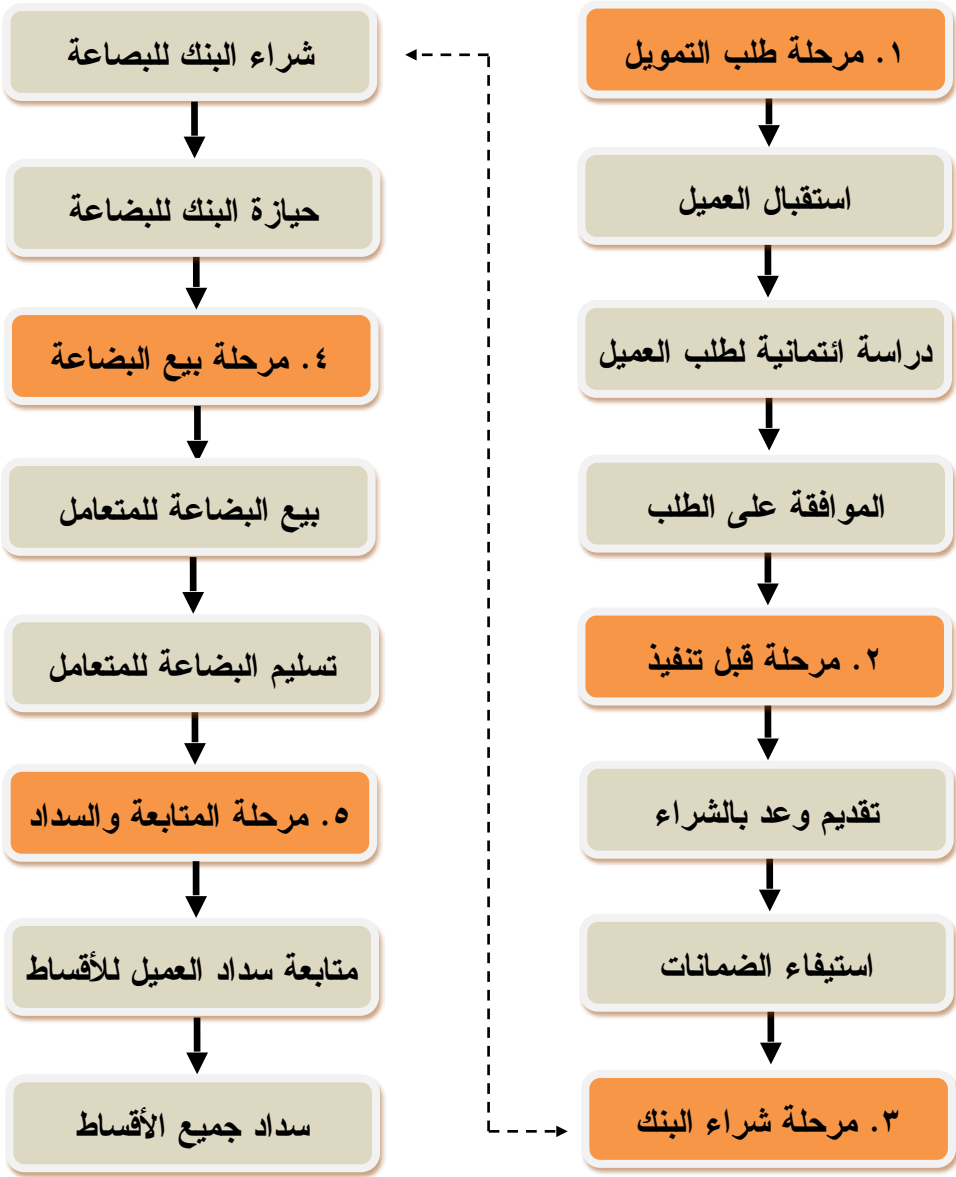 ١. مرحلة طلب التمويل
استقبال العميل
دراسة ائتمانية لطلب العميل
الموافقة على الطلب
٢. مرحلة قبل تنفيذ
تقديم وعد بالشراء
استيفاء الضمانات
٣. مرحلة شراء البنك
شراء البنك للبصاعة
حيازة البنك للبضاعة
٤. مرحلة بيع البضاعة
بيع البضاعة للمتعامل
تسليم البضاعة للمتعامل
٥. مرحلة المتابعة والسداد
متابعة سداد العميل للأقساط
سداد جميع الأقساط